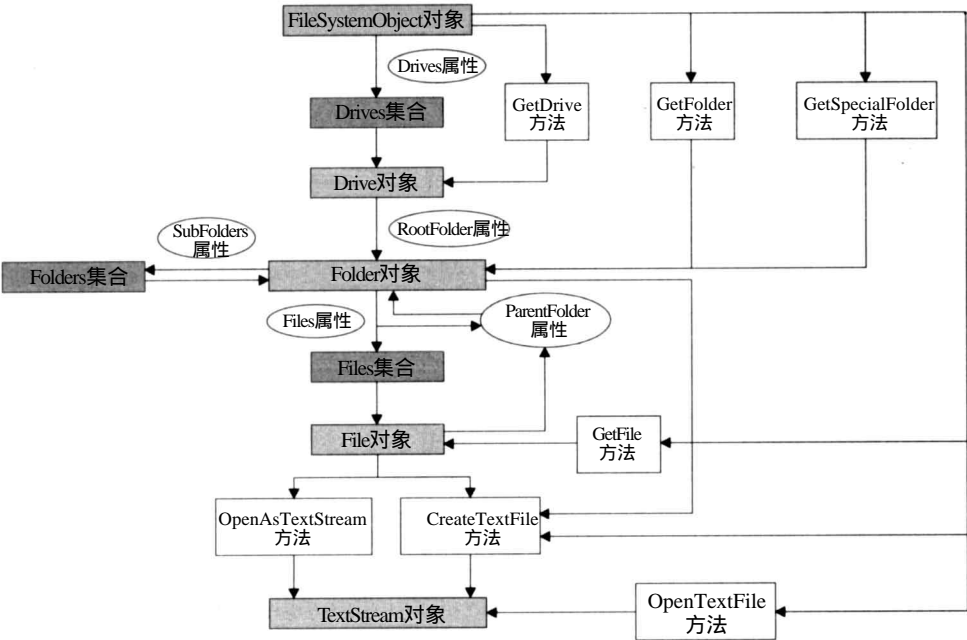 FileSystemObject对象
Drives属性
Drives集合
GetDrive
方法
GetFolder
方法
GetSpecialFolder
方法
Drive对象
SubFolders
属性
RootFolder属性
Folders集合
Folder对象
Files属性
ParentFolder
属性
Files集合
File对象
GetFile
方法
OpenAsTextStream
方法
CreateTextFile
方法
TextStream对象
OpenTextFile
方法